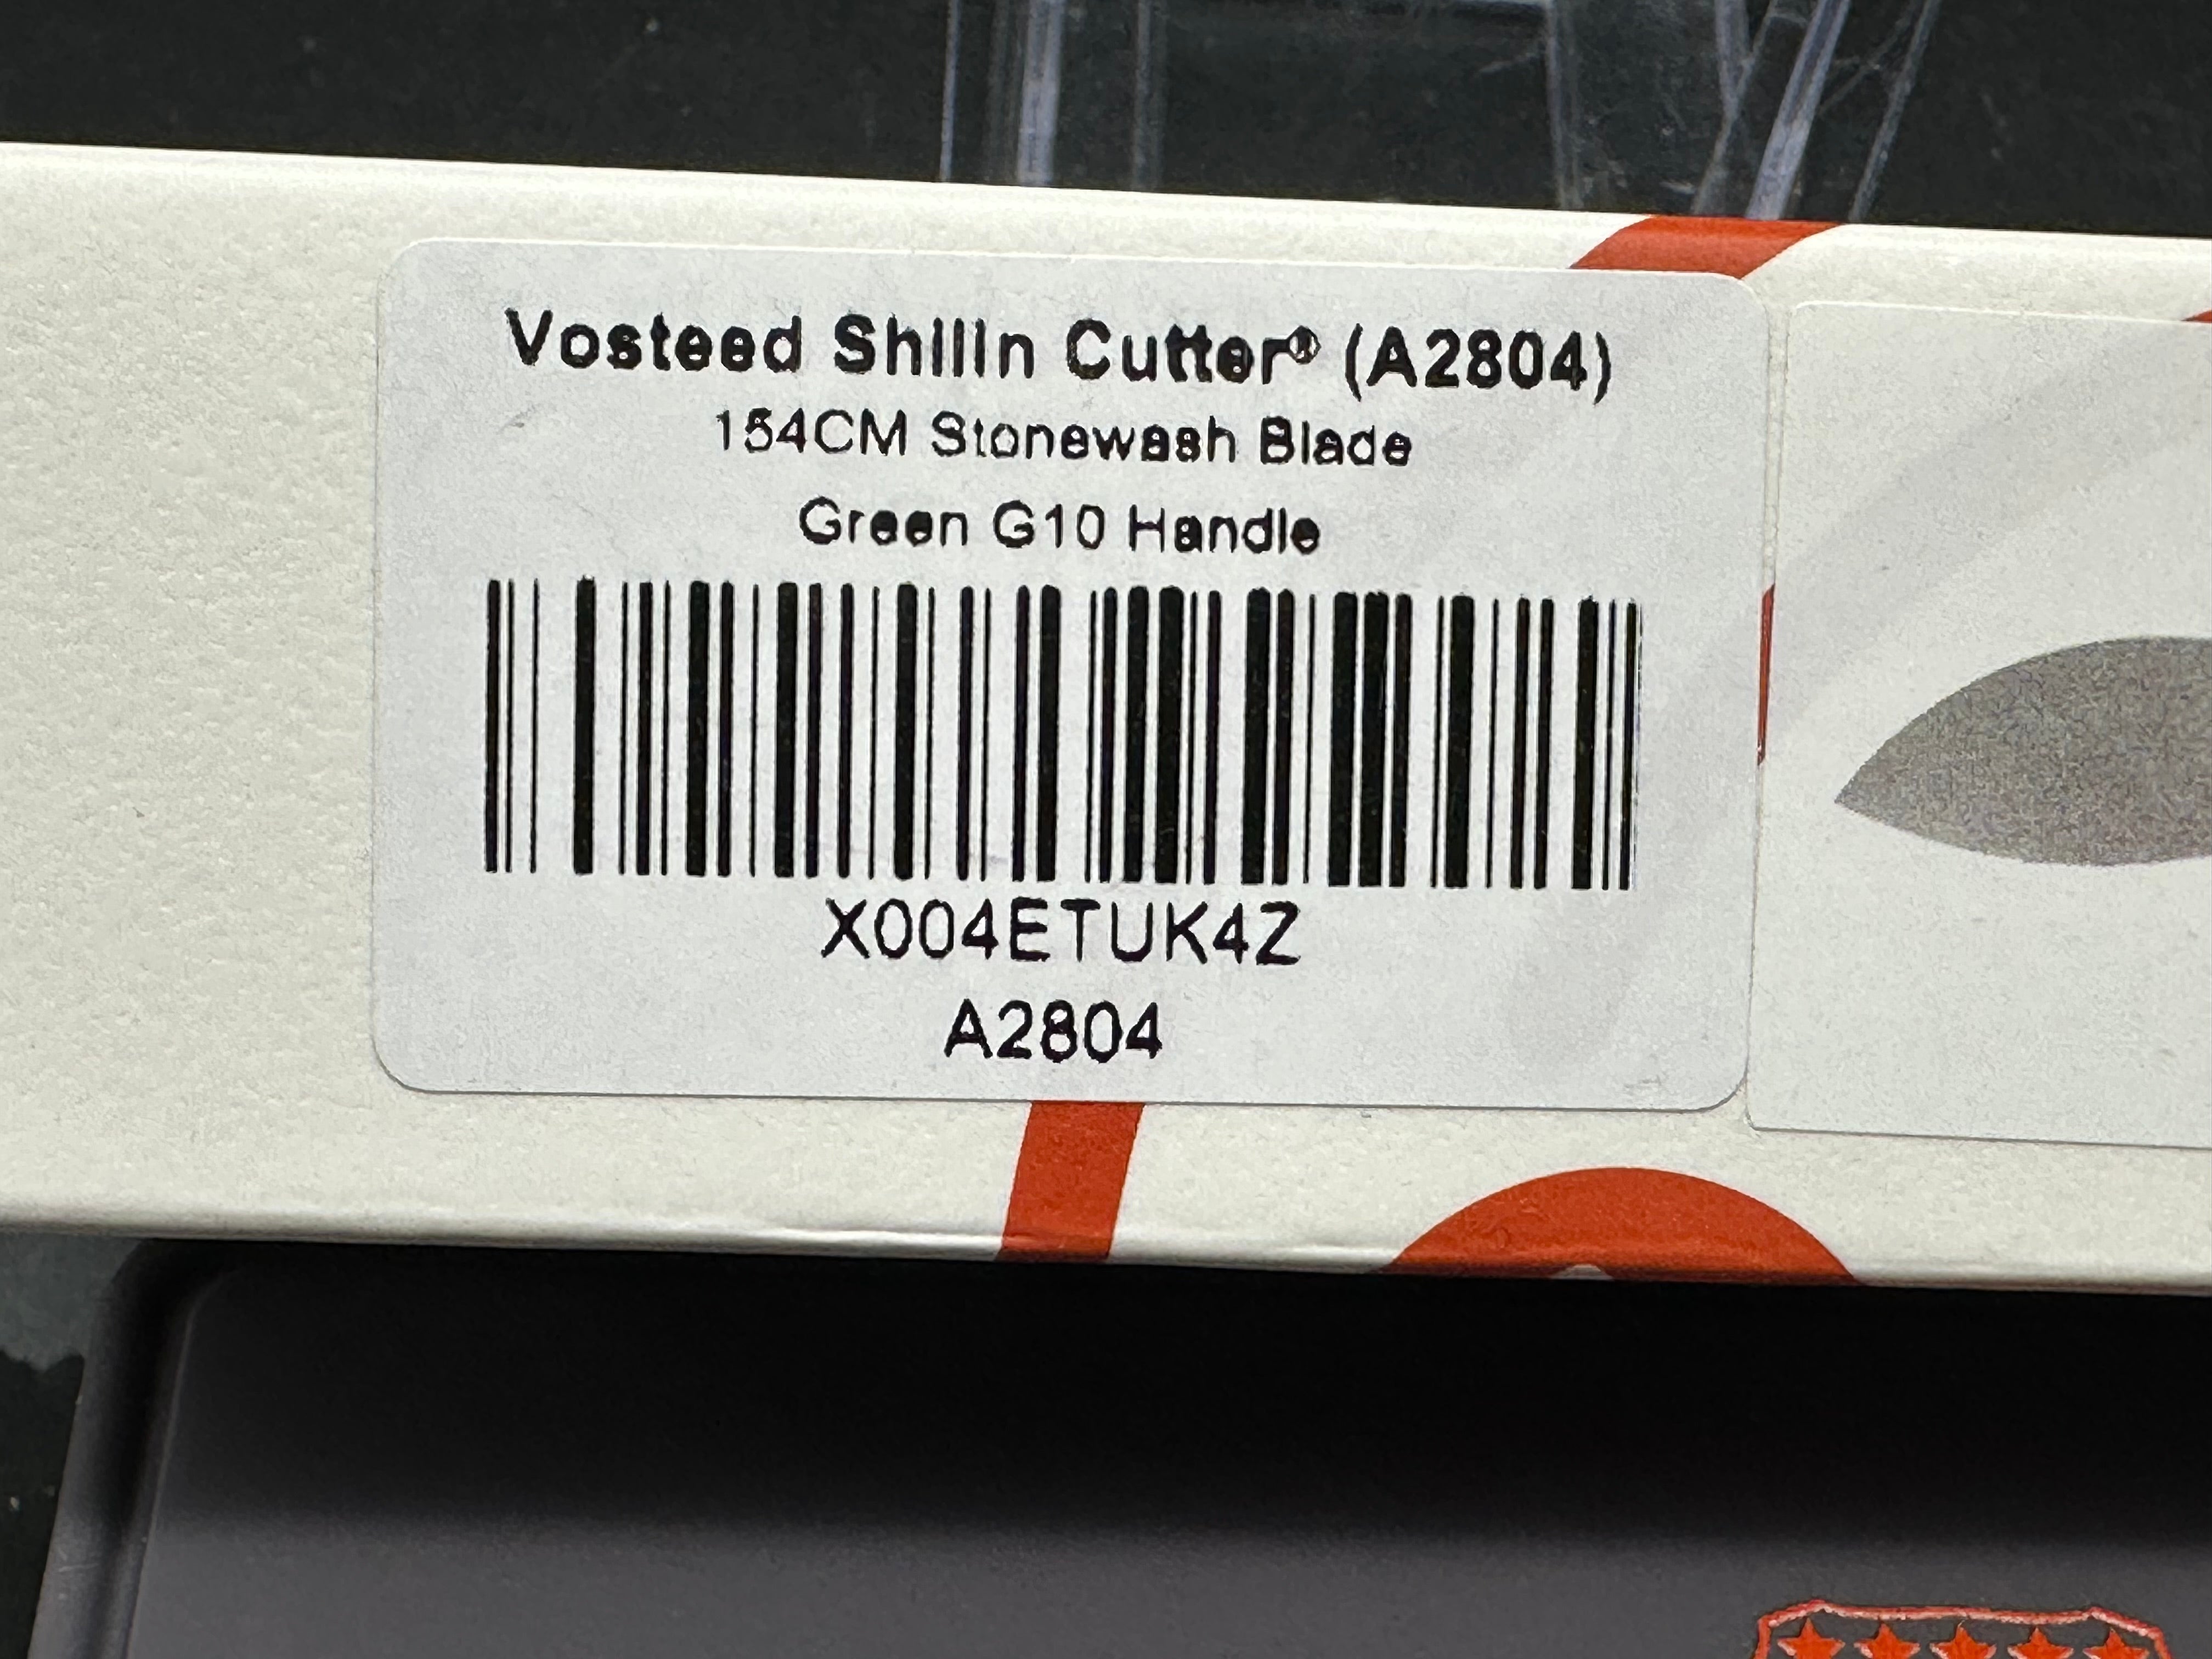 Vosteed Shilin Cutter® (A2804)
154CM Stonewash Blade
Green G10 Handle
X004ETUK4Z
A2804